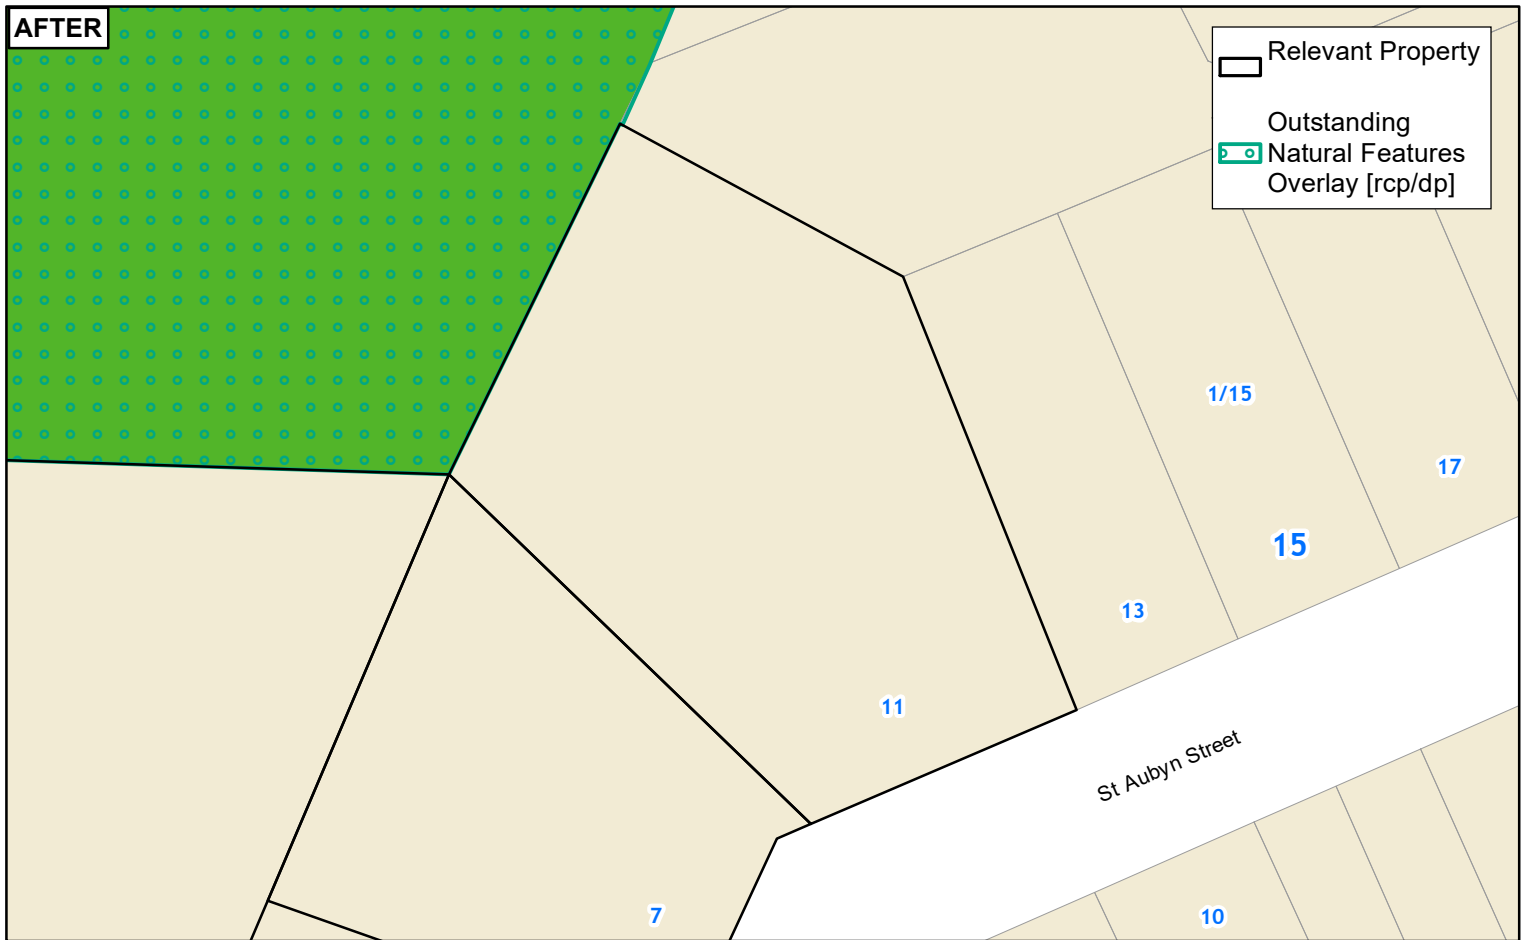 AFTER
Relevant Property
Outstanding
Natural Features
Overlay [rcp/dp]
1/15
17
15
13
11
St Aubyn Street
7
10